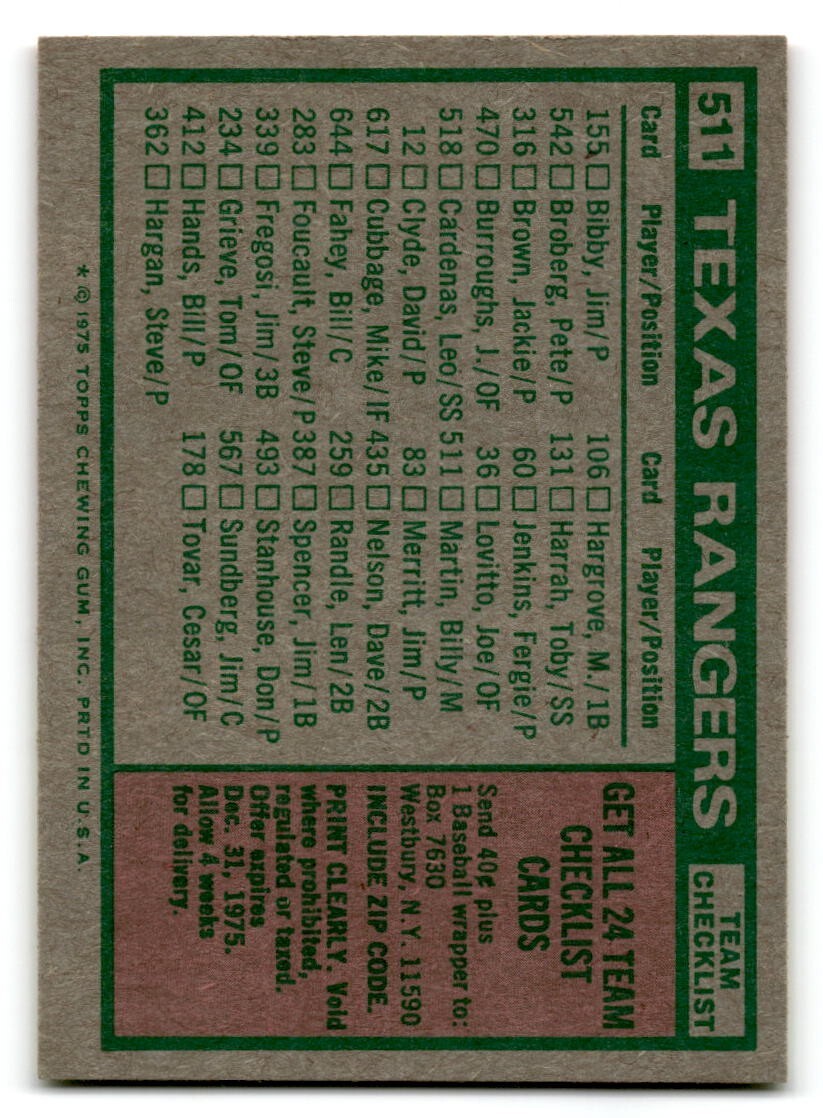 511 TEXAS RANGERS TEAM CHECKLIST
Card Player/Position
155 Bibby, Jim/P
542 Broberg, Pete/P
316 Brown, Jackie/P
470 Burroughs, J./OF
518 Cardenas, Leo/SS
12 Clyde, David/P
617 Cubbage, Mike/IF
644 Fahey, Bill/C
283 Foucault, Steve/P
339 Fregosi, Jim/3B
234 Grieve, Tom/OF
412 Hands, Bill/P
362 Hargan, Steve/P
Card Player/Position
106 Hargrove, M./1B
131 Harrah, Toby/SS
60 Jenkins, Fergie/P
36 Lovitto, Joe/OF
511 Martin, Billy/M
83 Merritt, Jim/P
435 Nelson, Dave/2B
259 Randle, Len/2B
387 Spencer, Jim/1B
493 Stanhouse, Don/P
567 Sundberg, Jim/C
178 Tovar, Cesar/OF
GET ALL 24 TEAM
CHECKLIST
CARDS
Send 40¢ plus
1 Baseball wrapper to:
Box 7630
Westbury, N.Y. 11590
INCLUDE ZIP CODE.
PRINT CLEARLY. Void
where prohibited,
regulated or taxed.
Offer expires
Dec. 31, 1975.
Allow 4 weeks
for delivery.
* © 1975 TOPPS CHEWING GUM, INC. PRTD IN U.S.A.